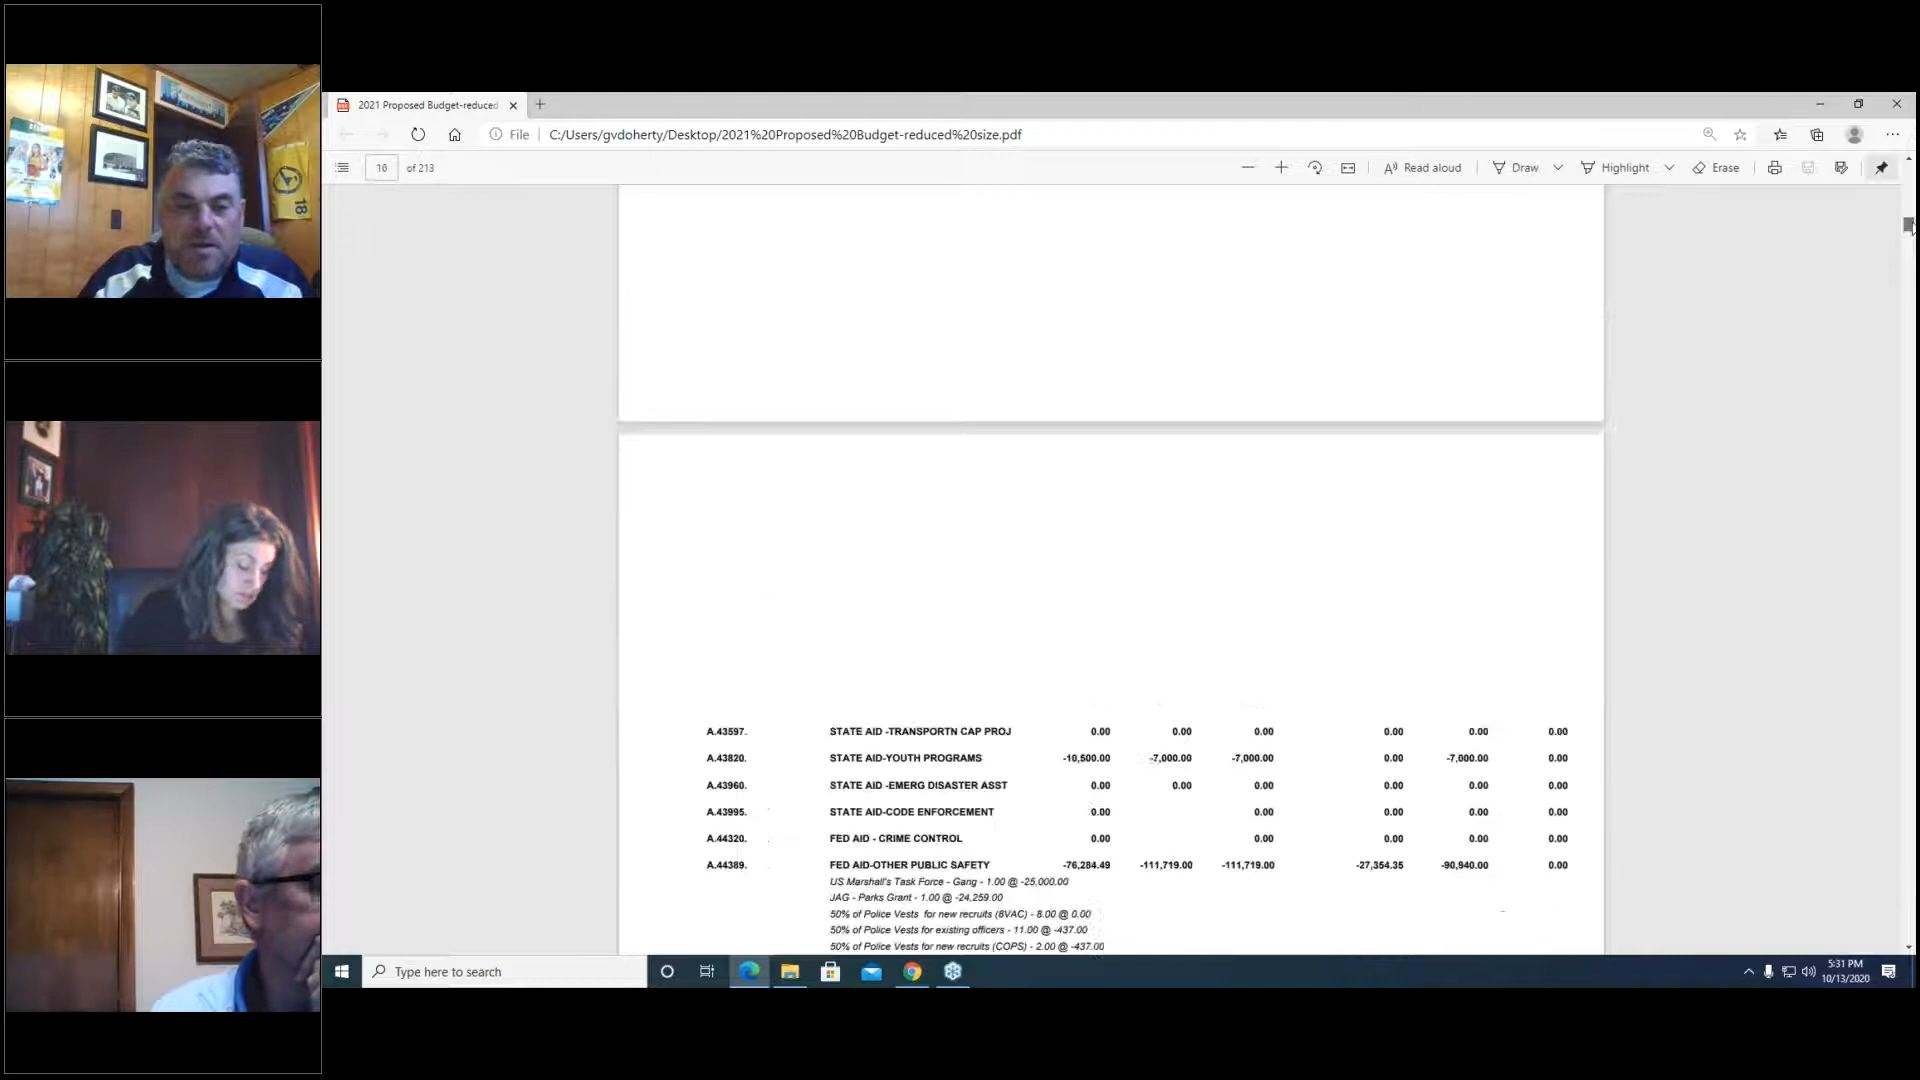 2021 Proposed Budget-reduced
File C:/Users/gvdoherty/Desktop/2021%20Proposed%20Budget-reduced%20size.pdf
16 of 213 Read aloud Draw Highlight Erase
A.43597. STATE AID -TRANSPORTN CAP PROJ 0.00 0.00 0.00 0.00 0.00 0.00
A.43820. STATE AID-YOUTH PROGRAMS -10,500.00 -7,000.00 -7,000.00 0.00 -7,000.00 0.00
A.43960. STATE AID -EMERG DISASTER ASST 0.00 0.00 0.00 0.00 0.00 0.00
A.43995. STATE AID-CODE ENFORCEMENT 0.00 0.00 0.00 0.00 0.00
A.44320. FED AID - CRIME CONTROL 0.00 0.00 0.00 0.00 0.00
A.44389. FED AID-OTHER PUBLIC SAFETY -76,284.49 -111,719.00 -111,719.00 -27,354.35 -90,940.00 0.00
US Marshall's Task Force - Gang - 1.00 @ -25,000.00
JAG - Parks Grant - 1.00 @ -24,259.00
50% of Police Vests for new recruits (8VAC) - 8.00 @ 0.00
50% of Police Vests for existing officers - 11.00 @ -437.00
50% of Police Vests for new recruits (COPS) - 2.00 @ -437.00
Type here to search
5:31 PM
10/13/2020
18